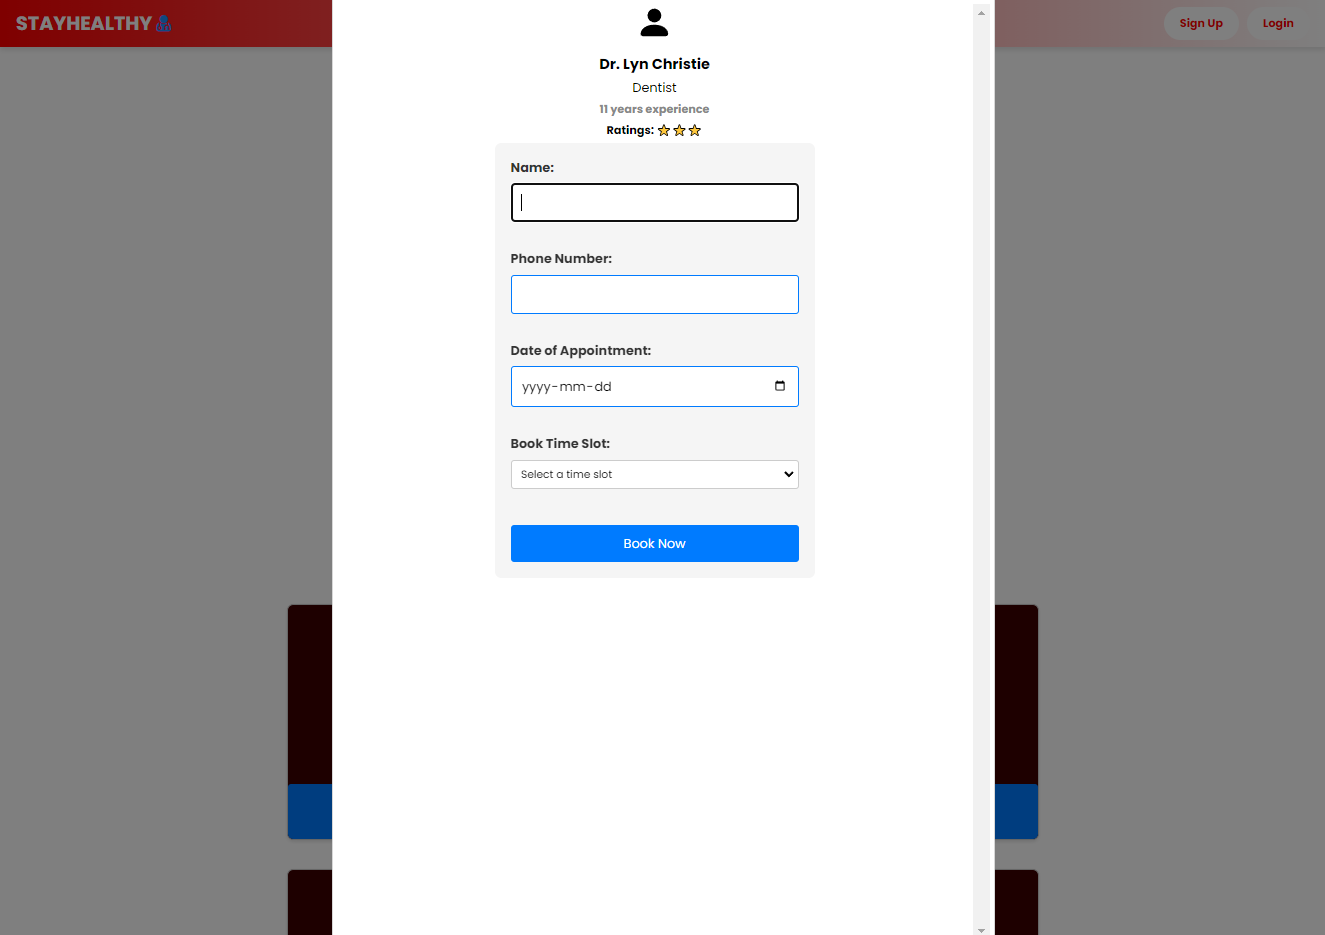 STAYHEALTHY
Sign Up
Login
Dr. Lyn Christie
Dentist
11 years experience
Ratings:
Name:
Phone Number:
Date of Appointment:
yyyy-mm-dd
Book Time Slot:
Select a time slot
Book Now